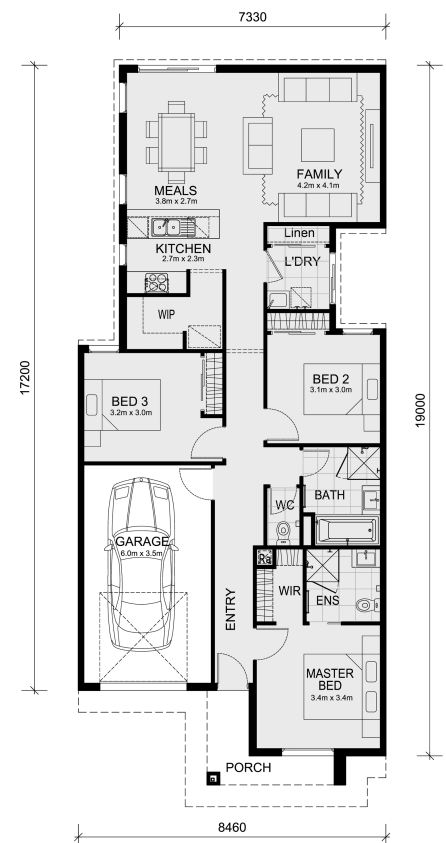 7330
FAMILY
4.2m x 4.1m
MEALS
3.8m x 2.7m
Linen
KITCHEN
2.7m x 2.3m
L'DRY
WIP
17200
BED 2
3.1m x 3.0m
BED 3
3.2m x 3.0m
19000
BATH
WC
GARAGE
6.0m x 3.5m
Ra
WIR
ENS
ENTRY
MASTER
BED
3.4m x 3.4m
PORCH
8460